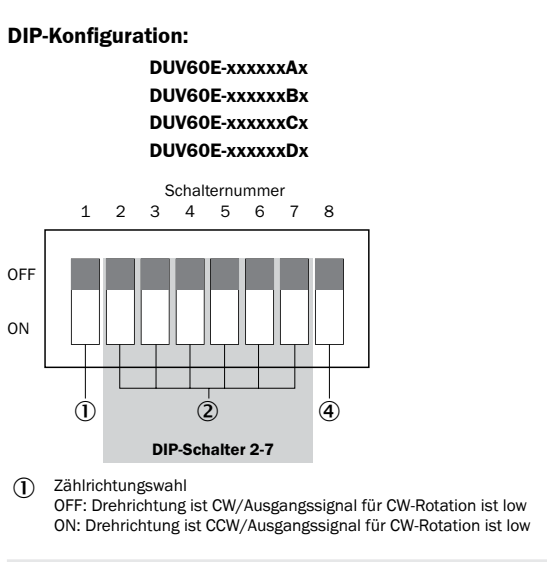 DIP-Konfiguration:
DUV60E-xxxxxxAx
DUV60E-xxxxxxBx
DUV60E-xxxxxxCx
DUV60E-xxxxxxDx
Schalternummer
1 2 3 4 5 6 7 8
OFF
ON
① ② ④
DIP-Schalter 2-7
① Zählrichtungswahl
OFF: Drehrichtung ist CW/Ausgangssignal für CW-Rotation ist low
ON: Drehrichtung ist CCW/Ausgangssignal für CW-Rotation ist low